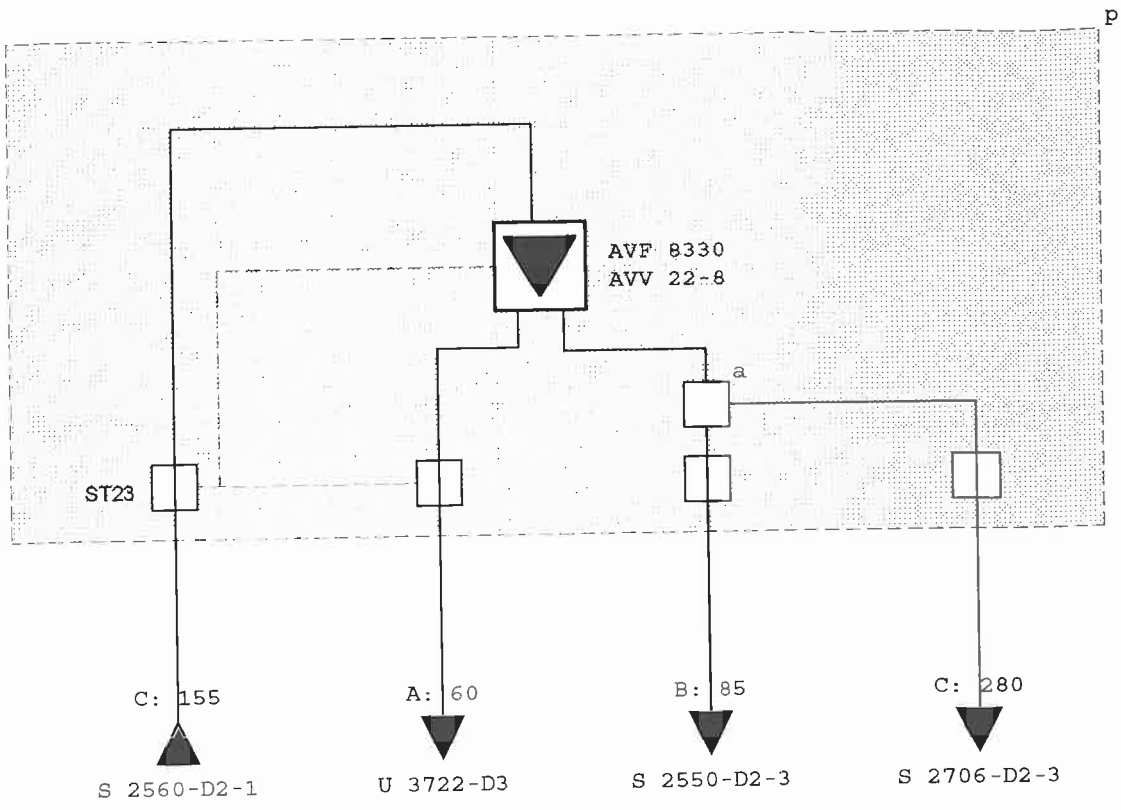 p
AVF 8330
AVV 22-8
a
ST23
C: 155
A: 60
B: 85
C: 280
S 2560-D2-1
U 3722-D3
S 2550-D2-3
S 2706-D2-3